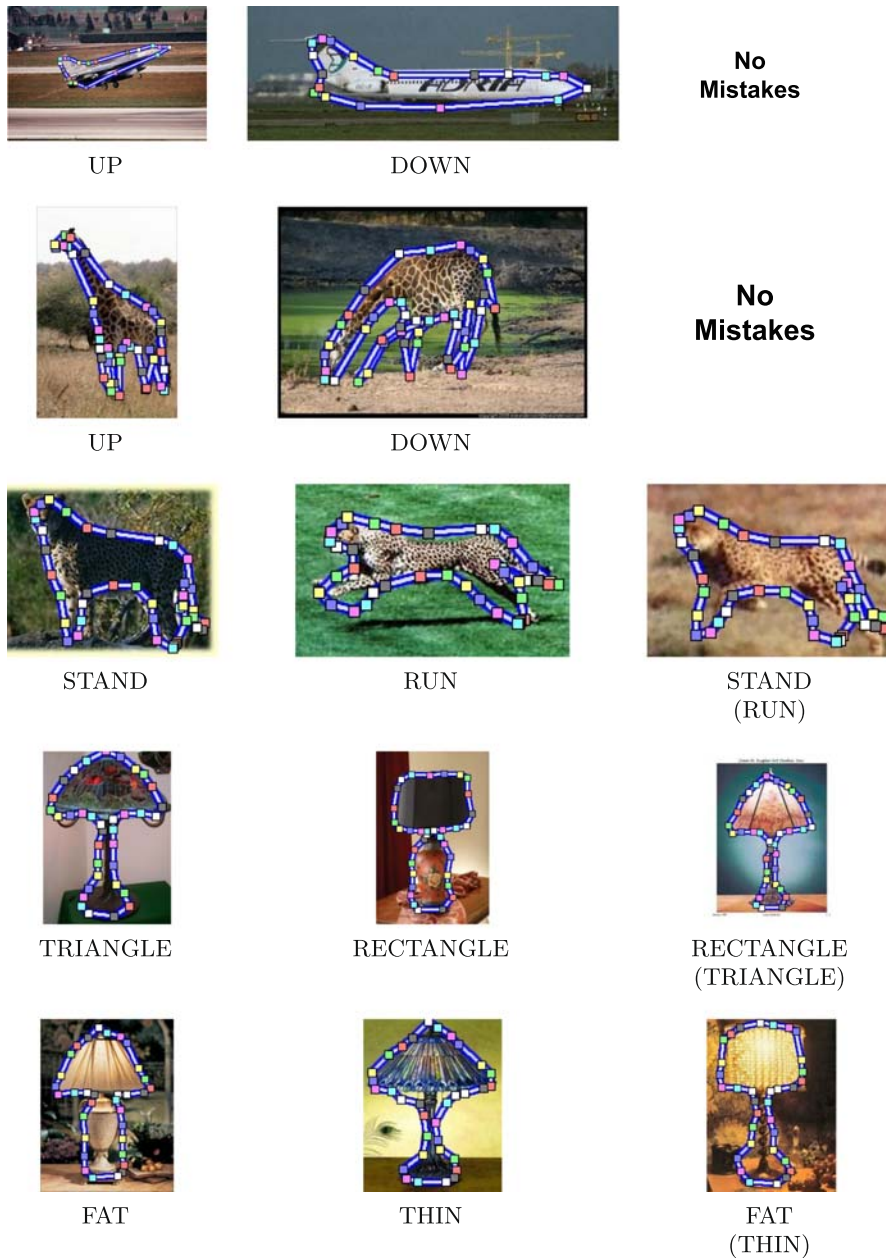 No
Mistakes
ADRIA
UP
DOWN
No
Mistakes
UP
DOWN
STAND
RUN
STAND
(RUN)
TRIANGLE
RECTANGLE
RECTANGLE
(TRIANGLE)
FAT
THIN
FAT
(THIN)